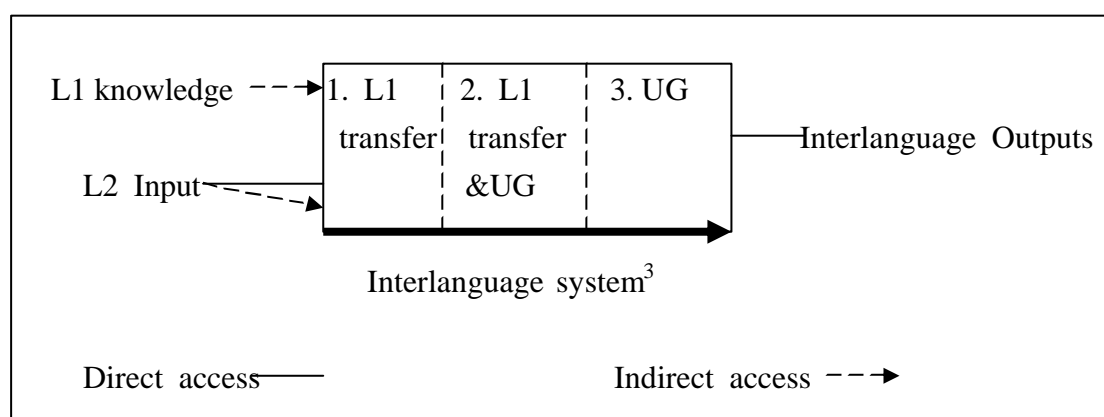 L1 knowledge
1. L1 transfer
2. L1 transfer &UG
3. UG
L2 Input
Interlanguage Outputs
Interlanguage system3
Direct access
Indirect access